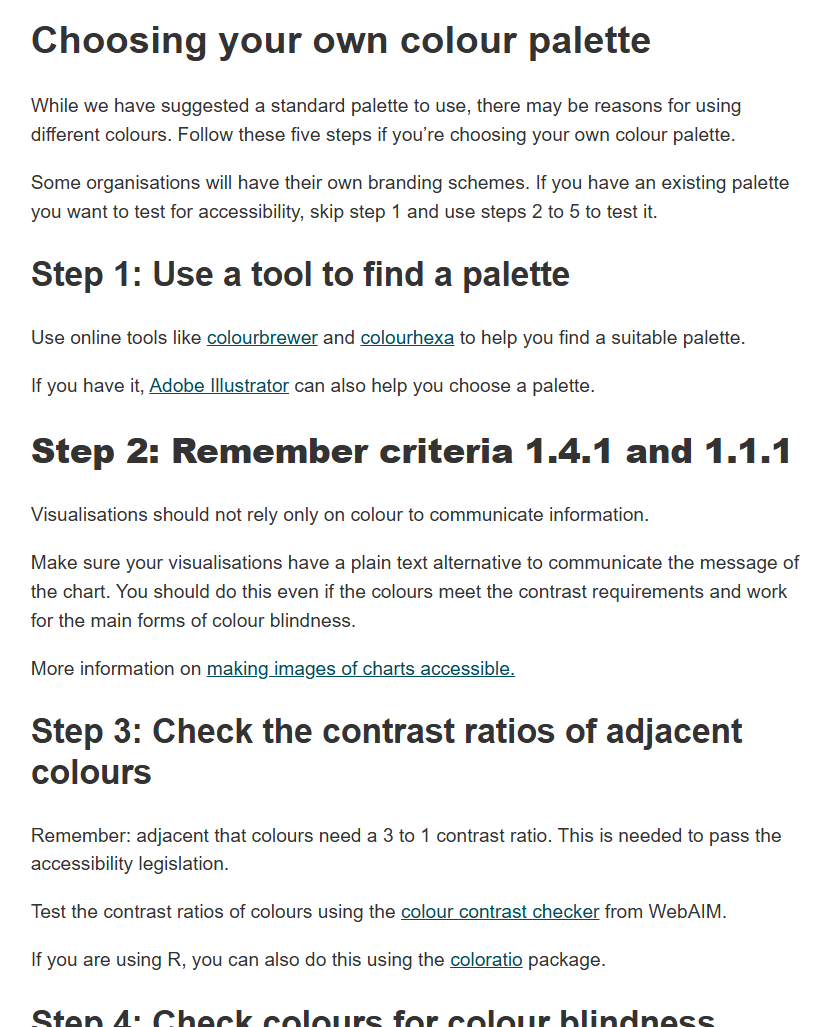 Choosing your own colour palette
While we have suggested a standard palette to use, there may be reasons for using
different colours. Follow these five steps if you’re choosing your own colour palette.
Some organisations will have their own branding schemes. If you have an existing palette
you want to test for accessibility, skip step 1 and use steps 2 to 5 to test it.
Step 1: Use a tool to find a palette
Use online tools like colourbrewer and colourhexa to help you find a suitable palette.
If you have it, Adobe Illustrator can also help you choose a palette.
Step 2: Remember criteria 1.4.1 and 1.1.1
Visualisations should not rely only on colour to communicate information.
Make sure your visualisations have a plain text alternative to communicate the message of
the chart. You should do this even if the colours meet the contrast requirements and work
for the main forms of colour blindness.
More information on making images of charts accessible.
Step 3: Check the contrast ratios of adjacent
colours
Remember: adjacent that colours need a 3 to 1 contrast ratio. This is needed to pass the
accessibility legislation.
Test the contrast ratios of colours using the colour contrast checker from WebAIM.
If you are using R, you can also do this using the coloratio package.
Step 4: Check colours for colour blindness